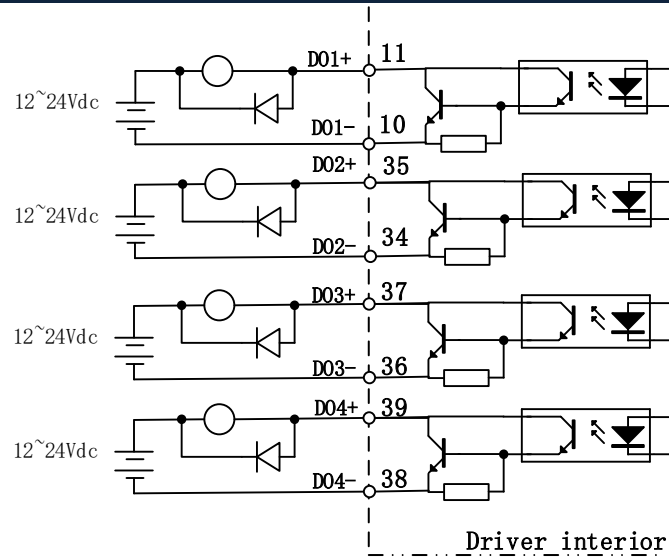 DO1+ 11
12~24Vdc
DO1- 10
DO2+ 35
12~24Vdc
DO2- 34
DO3+ 37
12~24Vdc
DO3- 36
DO4+ 39
12~24Vdc
DO4- 38
Driver interior